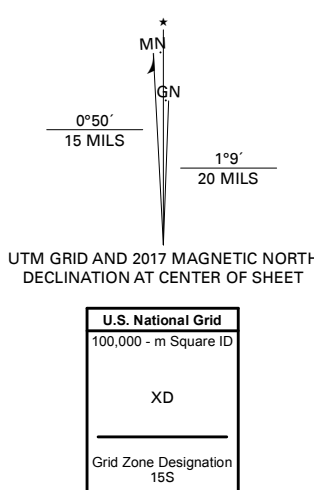 ★
MN
GN
0°50´
15 MILS
1°9´
20 MILS
UTM GRID AND 2017 MAGNETIC NORTH
DECLINATION AT CENTER OF SHEET
U.S. National Grid
100,000 - m Square ID
XD
Grid Zone Designation
15S